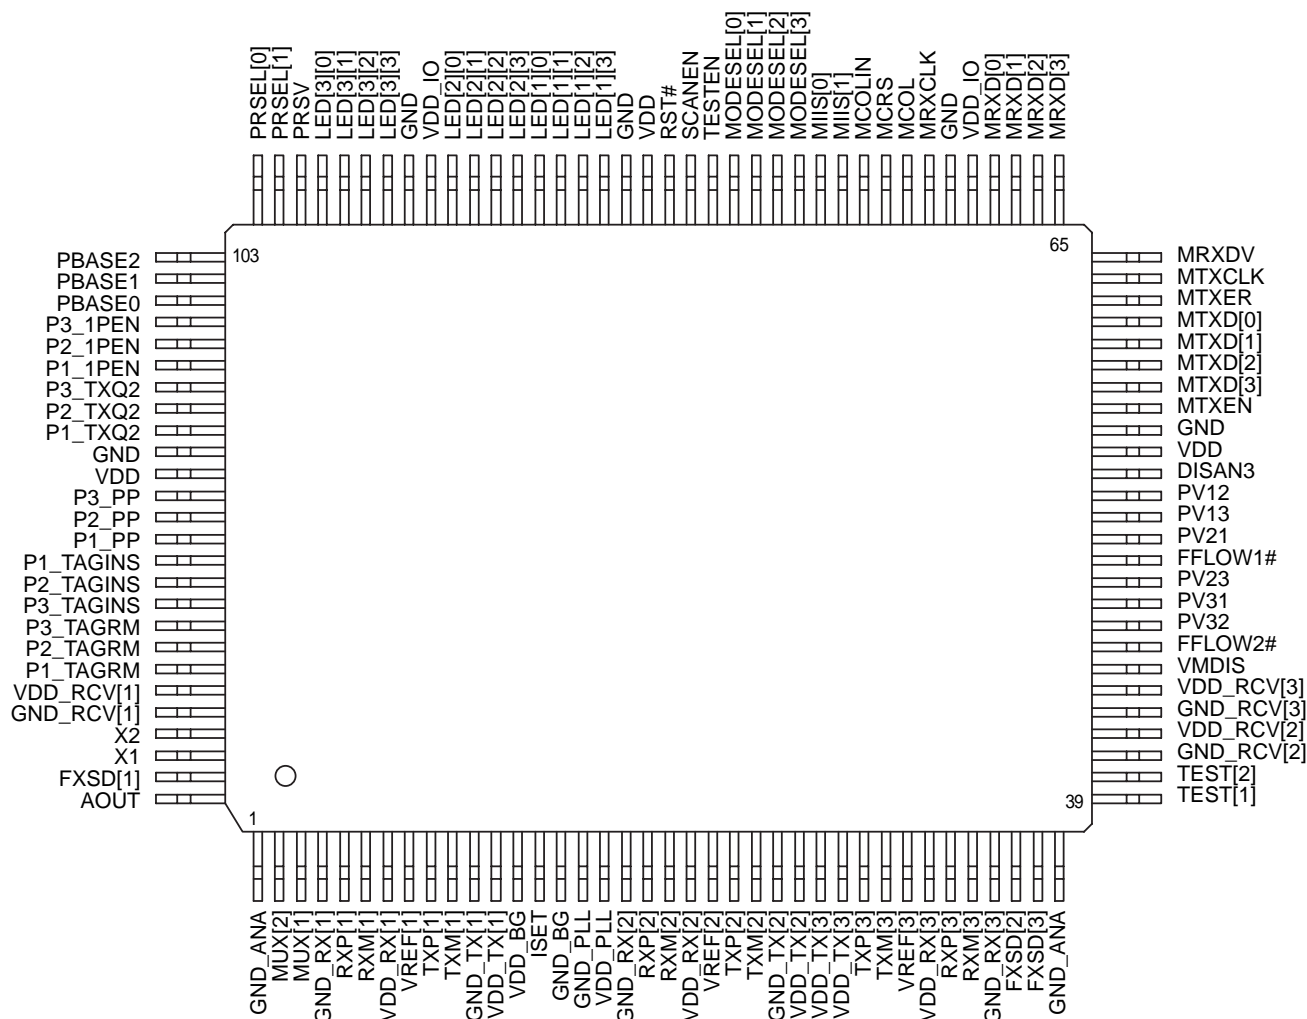 PRSEL[0]
PRSEL[1]
PRSV
LED[3][0]
LED[3][1]
LED[3][2]
LED[3][3]
GND
VDD_IO
LED[2][0]
LED[2][1]
LED[2][2]
LED[2][3]
LED[1][0]
LED[1][1]
LED[1][2]
LED[1][3]
GND
VDD
RST#
SCANEN
TESTEN
MODESEL[0]
MODESEL[1]
MODESEL[2]
MODESEL[3]
MIIS[0]
MIIS[1]
MCOLIN
MCRS
MCOL
MRXCLK
GND
VDD_IO
MRXD[0]
MRXD[1]
MRXD[2]
MRXD[3]
103
65
PBASE2
PBASE1
PBASE0
P3_1PEN
P2_1PEN
P1_1PEN
P3_TXQ2
P2_TXQ2
P1_TXQ2
GND
VDD
P3_PP
P2_PP
P1_PP
P1_TAGINS
P2_TAGINS
P3_TAGINS
P3_TAGRM
P2_TAGRM
P1_TAGRM
VDD_RCV[1]
GND_RCV[1]
X2
X1
FXSD[1]
AOUT
MRXDV
MTXCLK
MTXER
MTXD[0]
MTXD[1]
MTXD[2]
MTXD[3]
MTXEN
GND
VDD
DISAN3
PV12
PV13
PV21
FFLOW1#
PV23
PV31
PV32
FFLOW2#
VMDIS
VDD_RCV[3]
GND_RCV[3]
VDD_RCV[2]
GND_RCV[2]
TEST[2]
TEST[1]
1
39
GND_ANA
MUX[2]
MUX[1]
GND_RX[1]
RXP[1]
RXM[1]
VDD_RX[1]
VREF[1]
TXP[1]
TXM[1]
GND_TX[1]
VDD_TX[1]
VDD_BG
ISET
GND_BG
GND_PLL
VDD_PLL
GND_RX[2]
RXP[2]
RXM[2]
VDD_RX[2]
VREF[2]
TXP[2]
TXM[2]
GND_TX[2]
VDD_TX[2]
VDD_TX[3]
VDD_TX[3]
TXP[3]
TXM[3]
VREF[3]
VDD_RX[3]
RXP[3]
RXM[3]
GND_RX[3]
FXSD[2]
FXSD[3]
GND_ANA